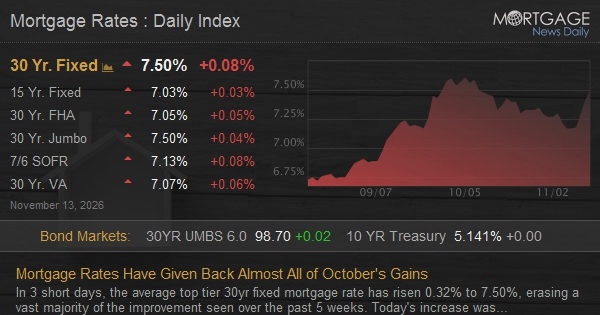 Mortgage Rates : Daily Index
MORTGAGE
News Daily
30 Yr. Fixed 7.50% +0.08%
15 Yr. Fixed 7.03% +0.03%
30 Yr. FHA 7.05% +0.05%
30 Yr. Jumbo 7.50% +0.04%
7/6 SOFR 7.13% +0.08%
30 Yr. VA 7.07% +0.06%
November 13, 2026
7.50%
7.25%
7.00%
6.75%
09/07 10/05 11/02
Bond Markets: 30YR UMBS 6.0 98.70 +0.02 10 YR Treasury 5.141% +0.00
Mortgage Rates Have Given Back Almost All of October's Gains
In 3 short days, the average top tier 30yr fixed mortgage rate has risen 0.32% to 7.50%, erasing a
vast majority of the improvement seen over the past 5 weeks. Today's increase was...